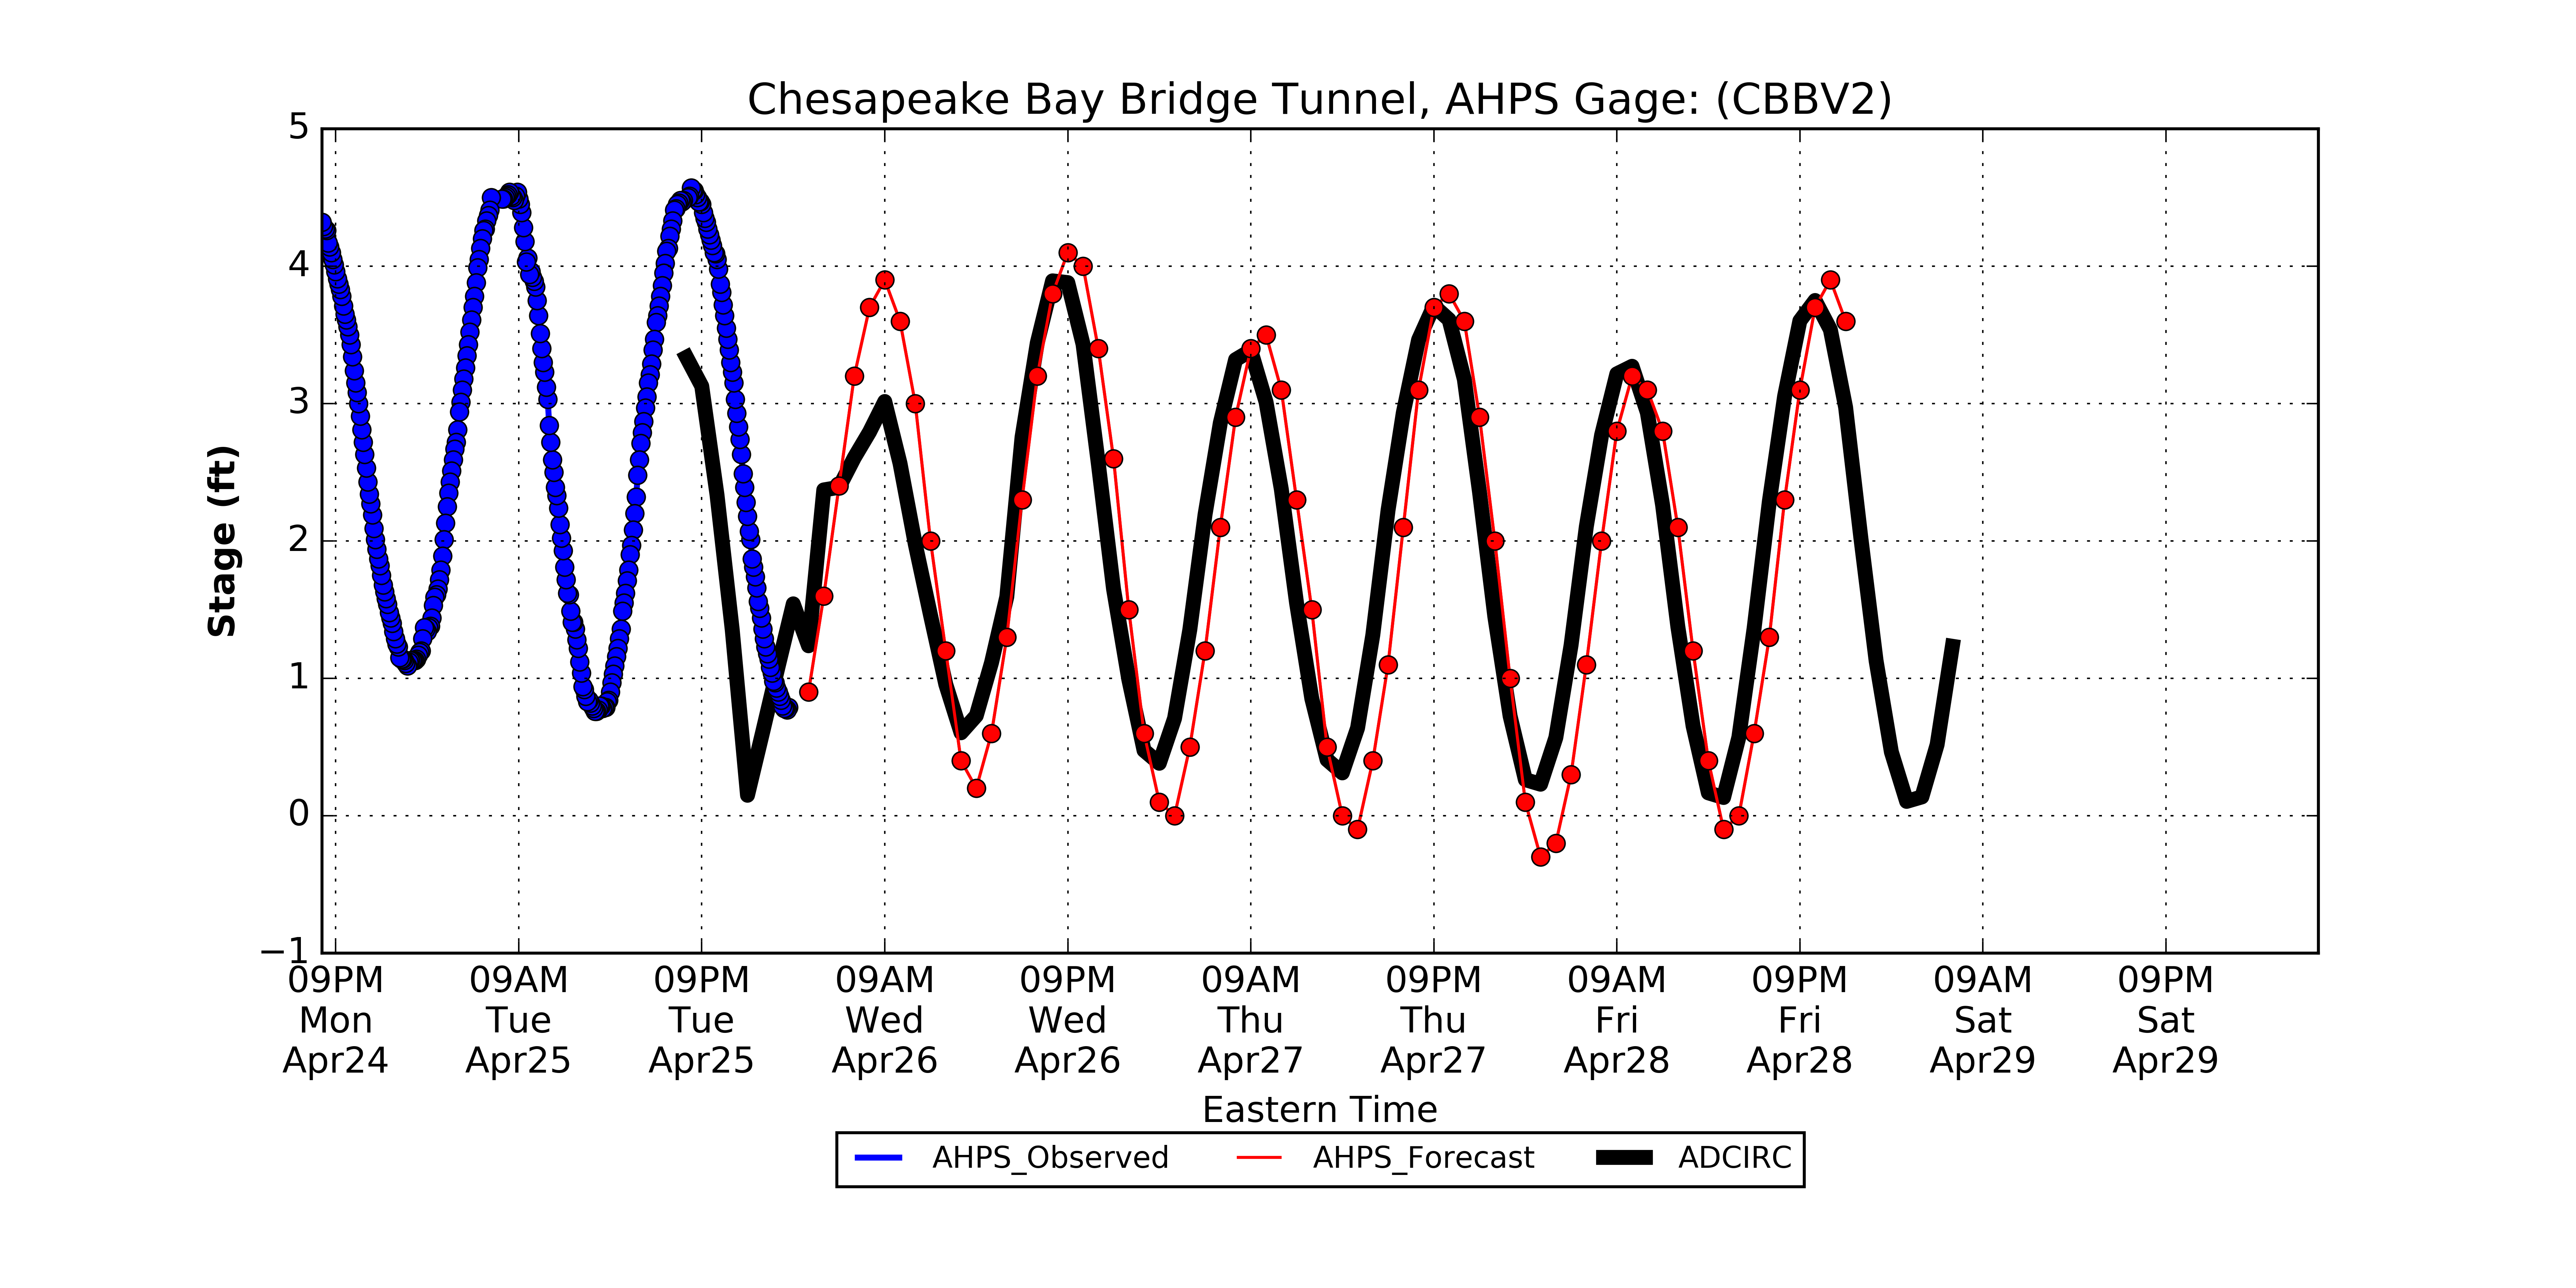 Chesapeake Bay Bridge Tunnel, AHPS Gage: (CBBV2)
5
4
3
2
1
0
−1
Stage (ft)
09PM 09AM 09PM 09AM 09PM 09AM 09PM 09AM 09PM 09AM 09PM
Mon Tue Tue Wed Wed Thu Thu Fri Fri Sat Sat
Apr24 Apr25 Apr25 Apr26 Apr26 Apr27 Apr27 Apr28 Apr28 Apr29 Apr29
Eastern Time
AHPS_Observed AHPS_Forecast ADCIRC